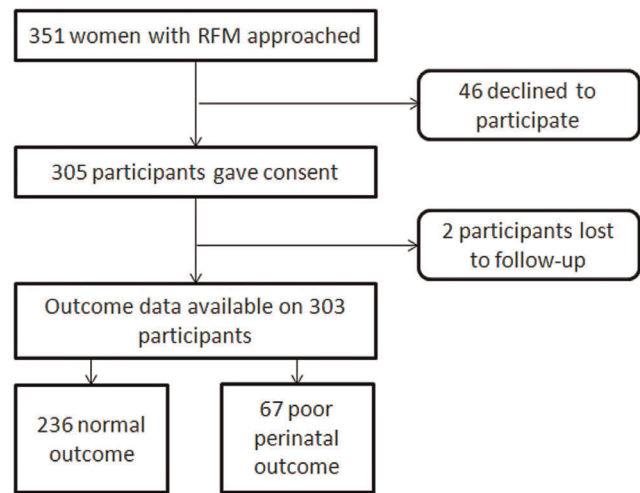 351 women with RFM approached
46 declined to
participate
305 participants gave consent
2 participants lost
to follow-up
Outcome data available on 303
participants
236 normal
outcome
67 poor
perinatal
outcome